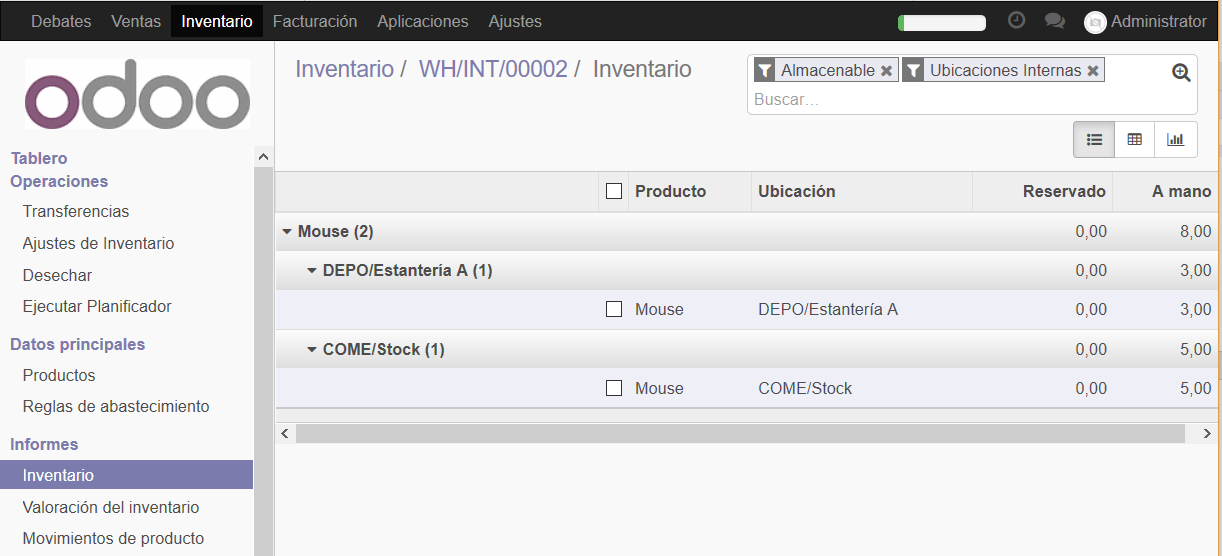 Debates Ventas Inventario Facturación Aplicaciones Ajustes Administrator
odoo
Inventario / WH/INT/00002 / Inventario
Almacenable Ubicaciones Internas
Buscar...
Tablero
Operaciones
Transferencias
Ajustes de Inventario
Desechar
Ejecutar Planificador
Datos principales
Productos
Reglas de abastecimiento
Informes
Inventario
Valoración del inventario
Movimientos de producto
Producto Ubicación Reservado A mano
Mouse (2) 0,00 8,00
DEPO/Estantería A (1) 0,00 3,00
Mouse DEPO/Estantería A 0,00 3,00
COME/Stock (1) 0,00 5,00
Mouse COME/Stock 0,00 5,00